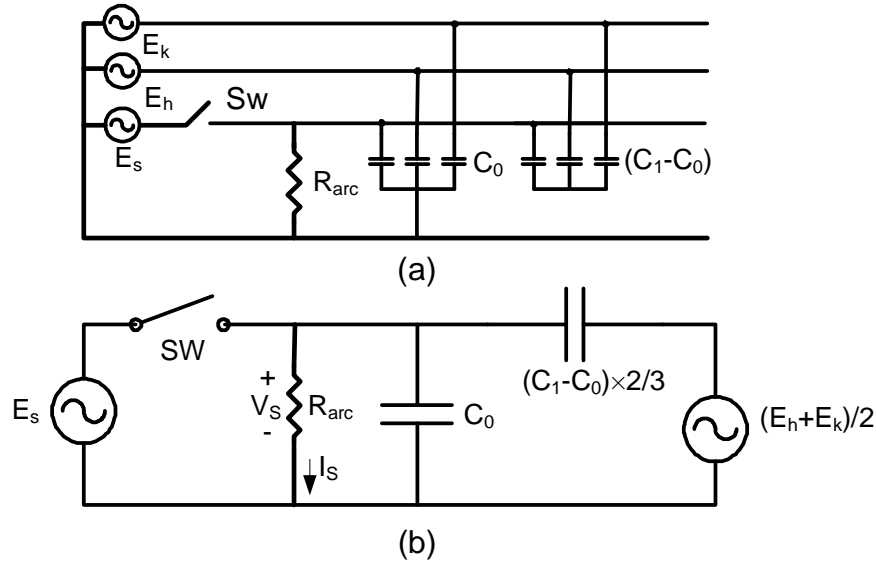 E_k
E_h
SW
E_s
R_arc
C_0
(C_1-C_0)
(a)
SW
(C_1-C_0)×2/3
E_s
+
V_S
-
R_arc
C_0
(E_h+E_k)/2
I_S
(b)